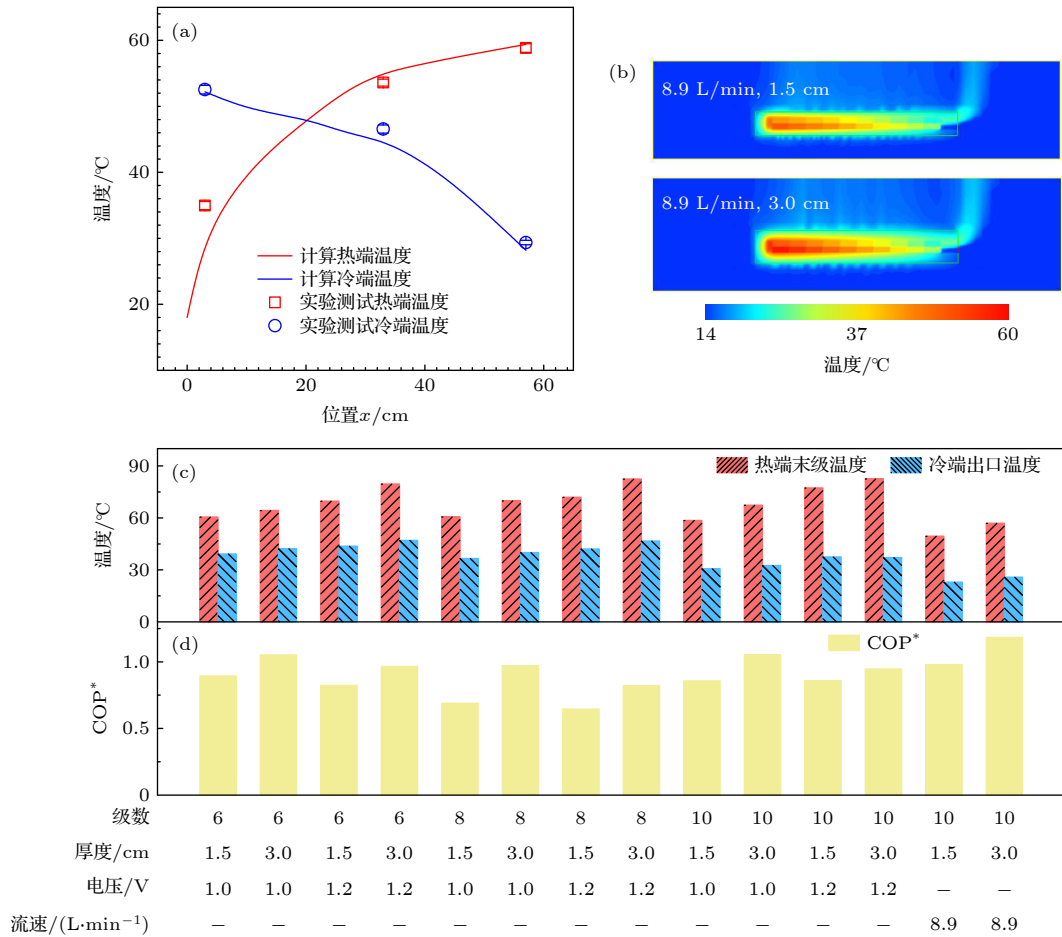 (a)
60
40
20
温度/℃
计算热端温度
计算冷端温度
实验测试热端温度
实验测试冷端温度
0 20 40 60
位置x/cm
(b)
8.9 L/min, 1.5 cm
8.9 L/min, 3.0 cm
14 37 60
温度/℃
(c)
热端末级温度 冷端出口温度
90
60
30
0
温度/℃
(d)
COP*
1.0
0.5
0
COP*
级数 6 6 6 6 8 8 8 8 10 10 10 10 10 10
厚度/cm 1.5 3.0 1.5 3.0 1.5 3.0 1.5 3.0 1.5 3.0 1.5 3.0 1.5 3.0
电压/V 1.0 1.0 1.2 1.2 1.0 1.0 1.2 1.2 1.0 1.0 1.2 1.2 − −
流速/(L·min⁻¹) − − − − − − − − − − − − 8.9 8.9